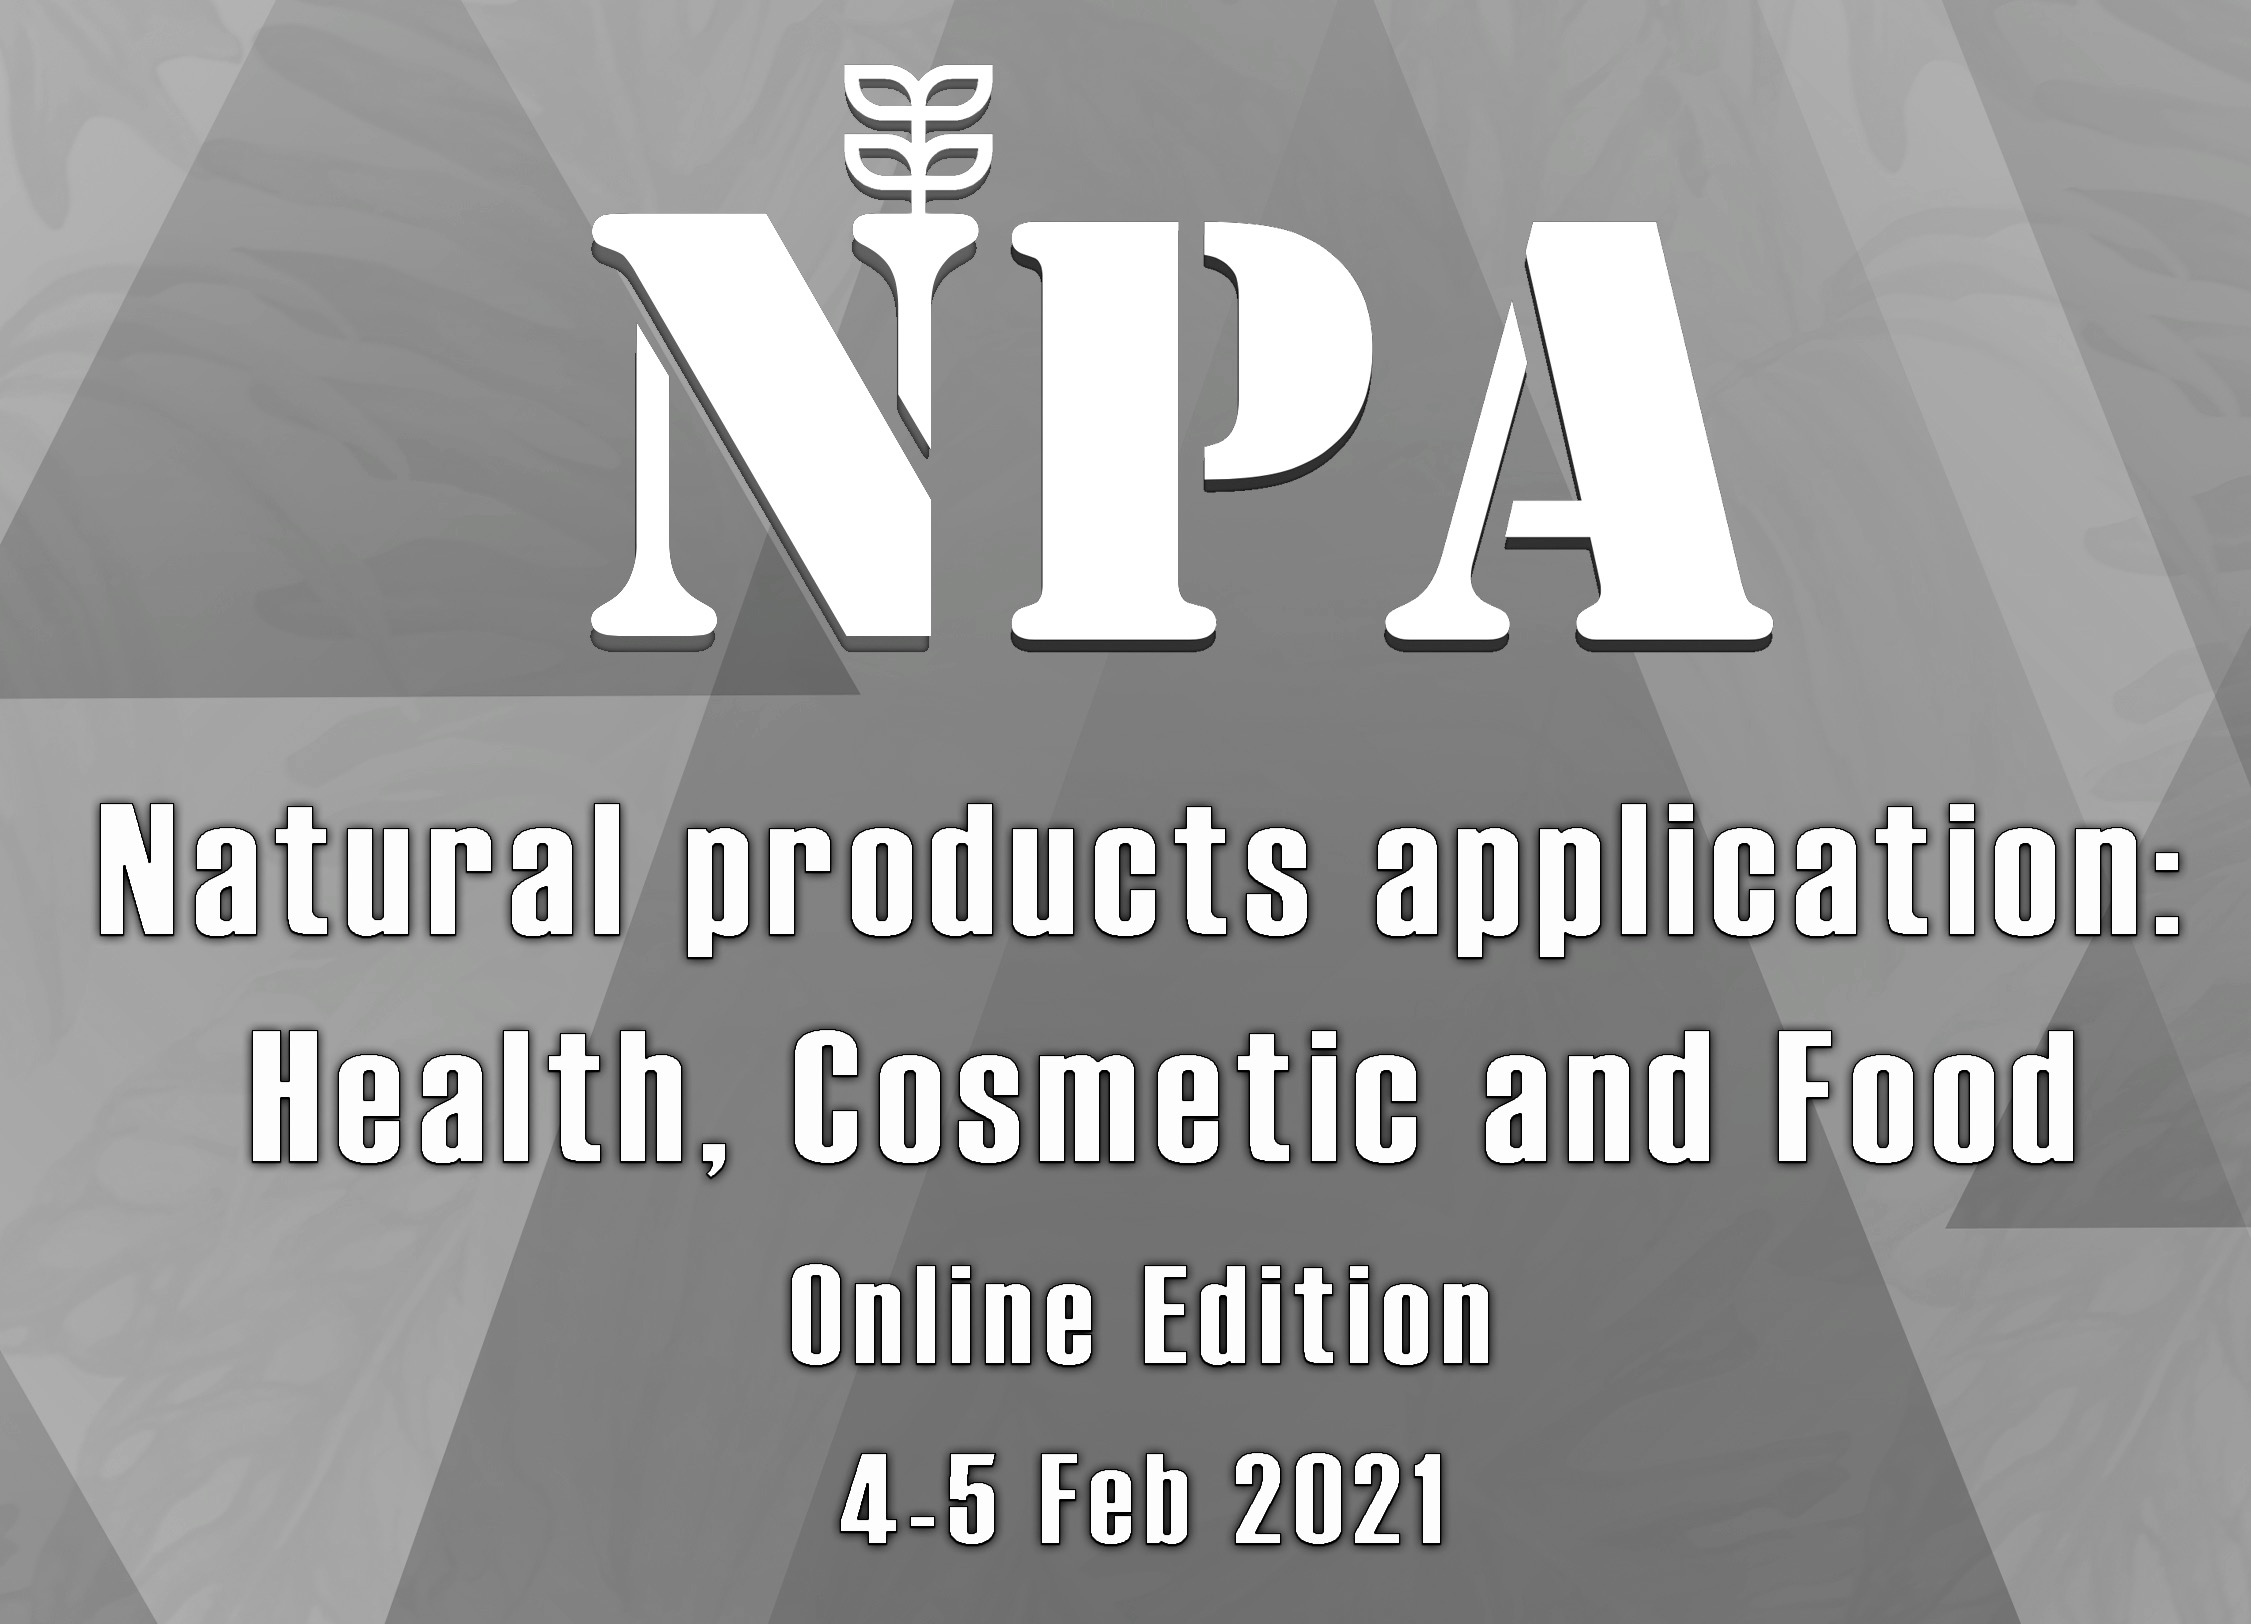 NPA
Natural products application:
Health, Cosmetic and Food
Online Edition
4-5 Feb 2021